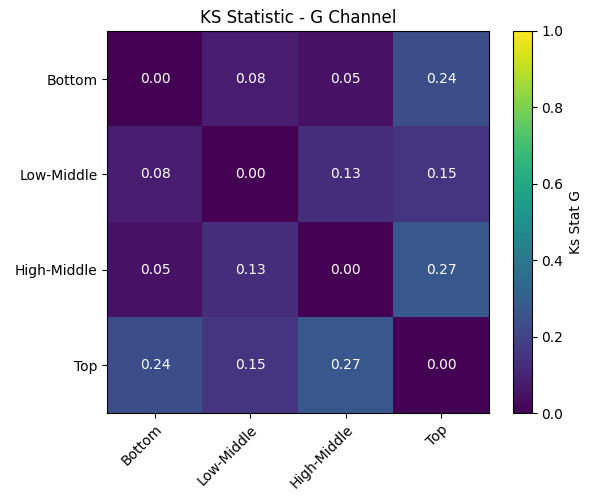 KS Statistic - G Channel
Bottom 0.00 0.08 0.05 0.24
Low-Middle 0.08 0.00 0.13 0.15
High-Middle 0.05 0.13 0.00 0.27
Top 0.24 0.15 0.27 0.00
Bottom Low-Middle High-Middle Top
1.0
0.8
0.6
0.4
0.2
0.0
Ks Stat G